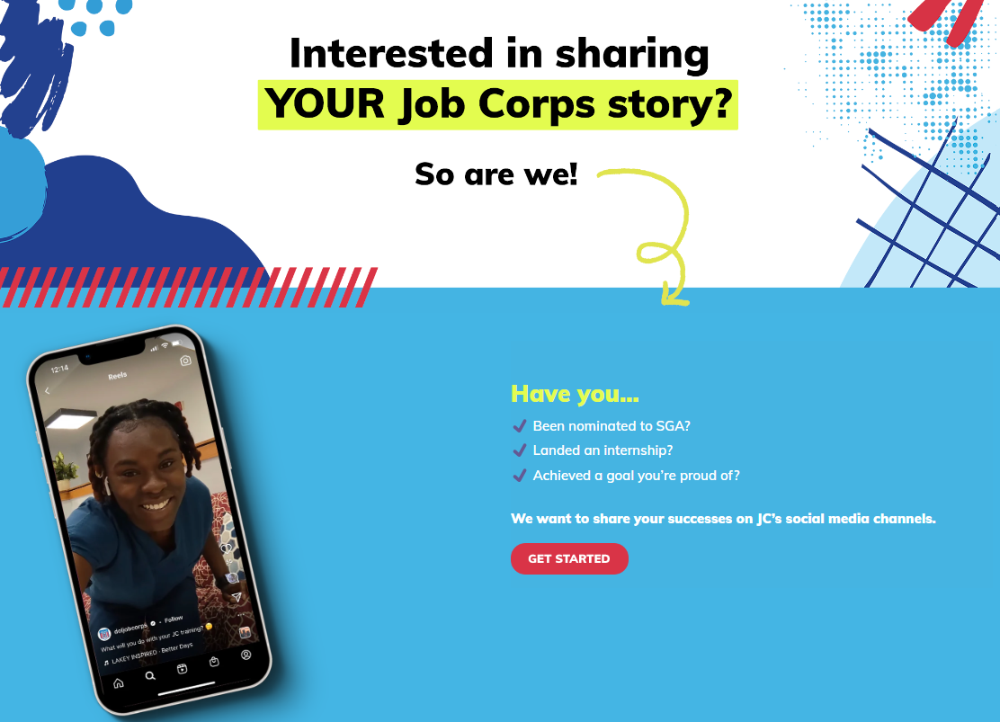 Interested in sharing
YOUR Job Corps story?
So are we!
12:14
Reels
doljobcorps • Follow
What will you do with your JC training? 🤔
LAKEY INSPIRED · Better Days
Have you...
Been nominated to SGA?
Landed an internship?
Achieved a goal you're proud of?
We want to share your successes on JC's social media channels.
GET STARTED